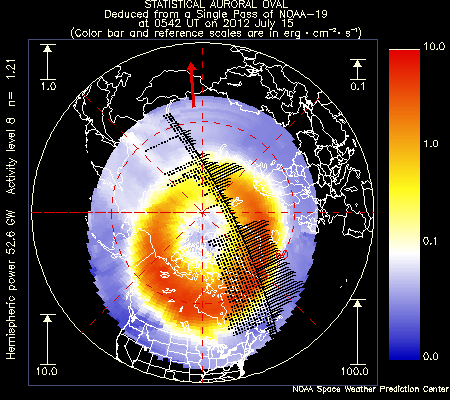 STATISTICAL AURORAL OVAL
Deduced from a Single Pass of NOAA-19
at 0542 UT on 2012 July 15
(Color bar and reference scales are in erg · cm⁻² · s⁻¹)
Hemispheric power 52.6 GW   Activity level 8   n=   1.21
1.0
0.1
10.0
100.0
10.0
1.0
0.1
0.0
NOAA Space Weather Prediction Center